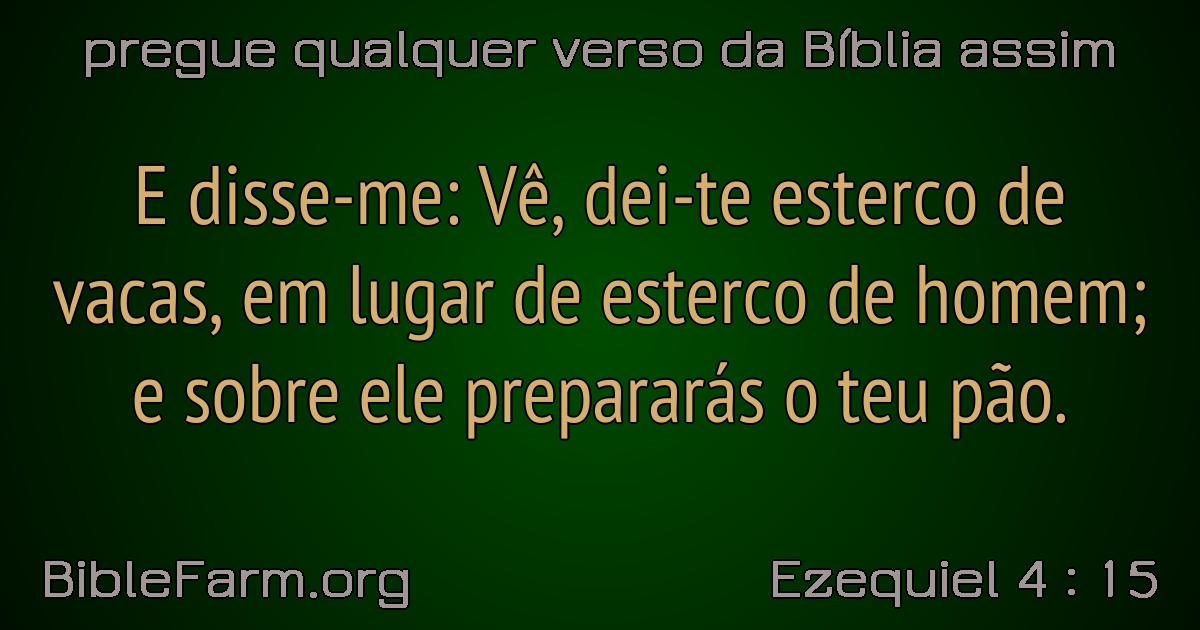 pregue qualquer verso da Bíblia assim
E disse-me: Vê, dei-te esterco de
vacas, em lugar de esterco de homem;
e sobre ele prepararás o teu pão.
BibleFarm.org
Ezequiel 4 : 15